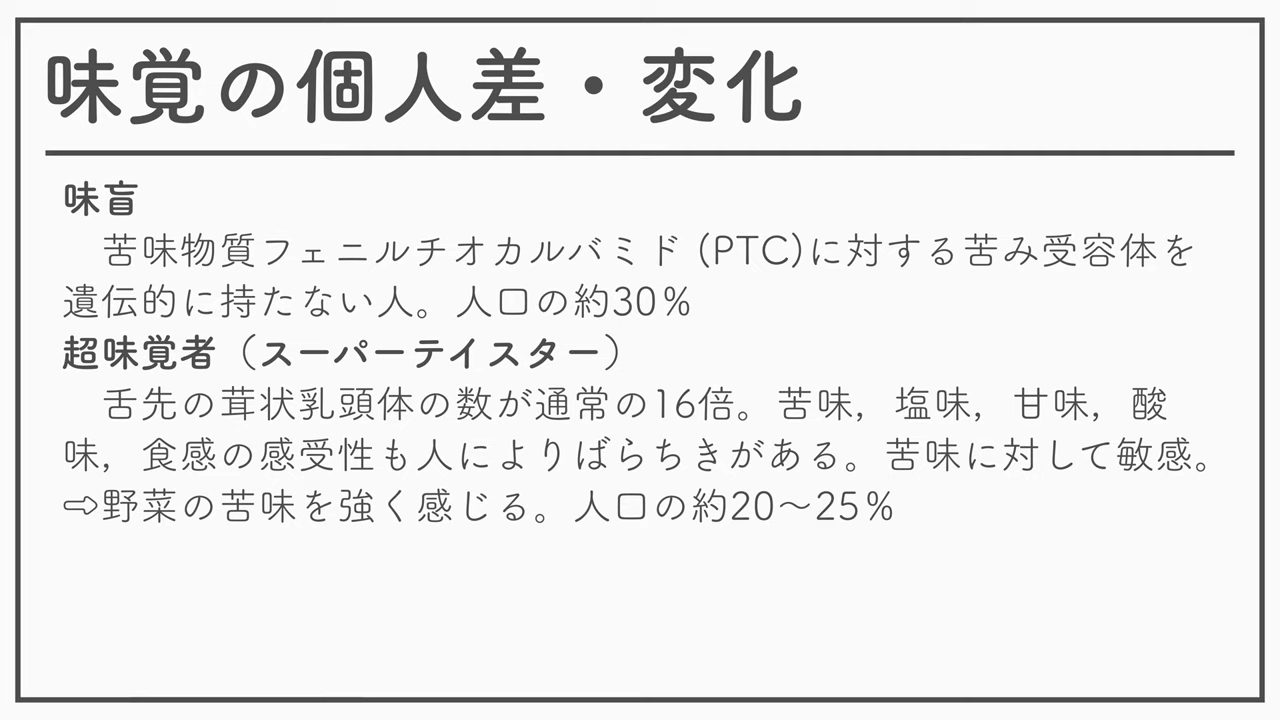 味覚の個人差・変化
味盲
　苦味物質フェニルチオカルバミド (PTC)に対する苦み受容体を
遺伝的に持たない人。人口の約30％
超味覚者（スーパーテイスター）
　舌先の茸状乳頭体の数が通常の16倍。苦味，塩味，甘味，酸
味，食感の感受性も人によりばらちきがある。苦味に対して敏感。
⇨野菜の苦味を強く感じる。人口の約20〜25％